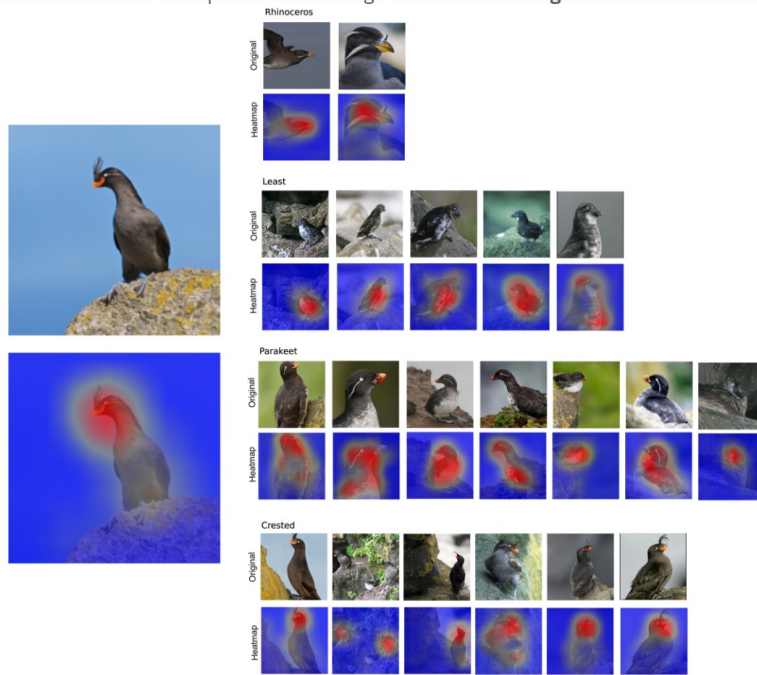 Rhinoceros
Original
Heatmap
Least
Original
Heatmap
Parakeet
Original
Heatmap
Crested
Original
Heatmap